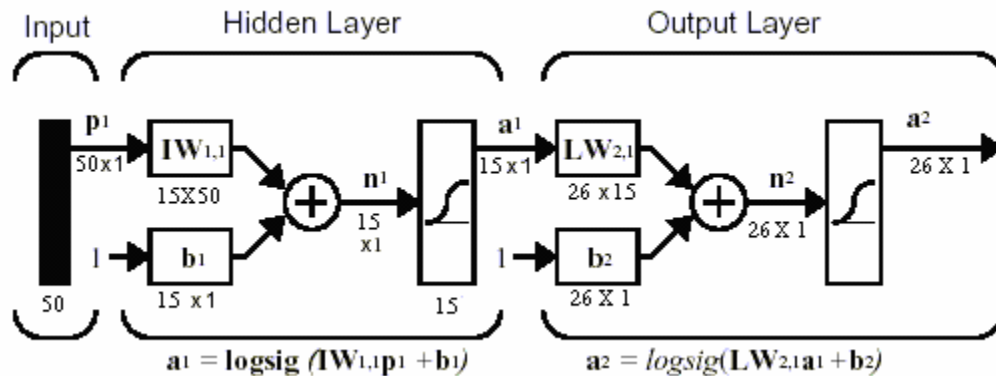 Input
Hidden Layer
Output Layer
p1
50x1
IW1,1
15X50
1
b1
15 x1
50
n1
15
x1
15
a1
15x1
LW2,1
26 x15
1
b2
26 X 1
n2
26 X 1
a2
26 X 1
a1 = logsig (IW1,1p1 +b1)
a2 = logsig(LW2,1a1 +b2)